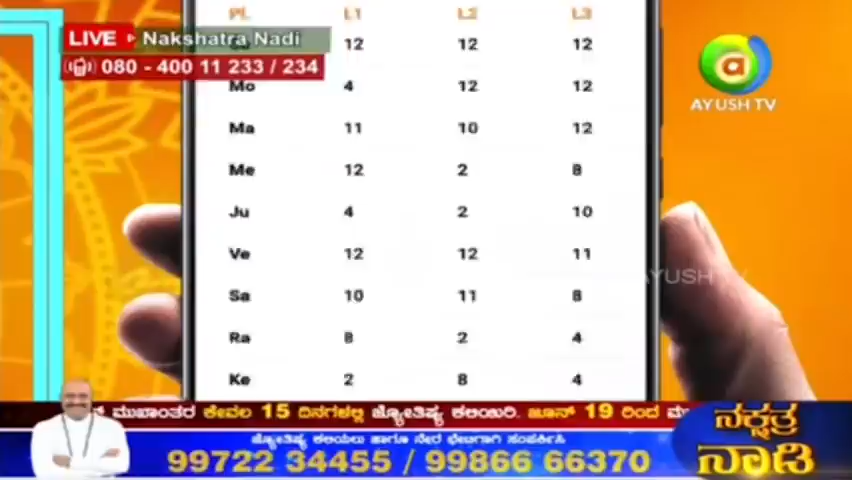 Pl. L1 L2 L3
LIVE Nakshatra Nadi
12 12 12
080 - 400 11 233 / 234
Mo 4 12 12
AYUSH TV
Ma 11 10 12
Me 12 2 8
Ju 4 2 10
Ve 12 12 11
AYUSH TV
Sa 10 11 8
Ra 8 2 4
Ke 2 8 4
ಮುಖಾಂತರ ಕೇವಲ 15 ದಿನಗಳಲ್ಲಿ ಜ್ಯೋತಿಷ್ಯ ಕಲಿಯಿರಿ. ಜೂನ್ 19 ರಿಂದ
ಜ್ಯೋತಿಷ್ಯ ಕಲಿಯಲು ಹಾಗೂ ನೇರ ಭೇಟಿಗಾಗಿ ಸಂಪರ್ಕಿಸಿ
99722 34455 / 99866 66370
ನಕ್ಷತ್ರ
ನಾಡಿ